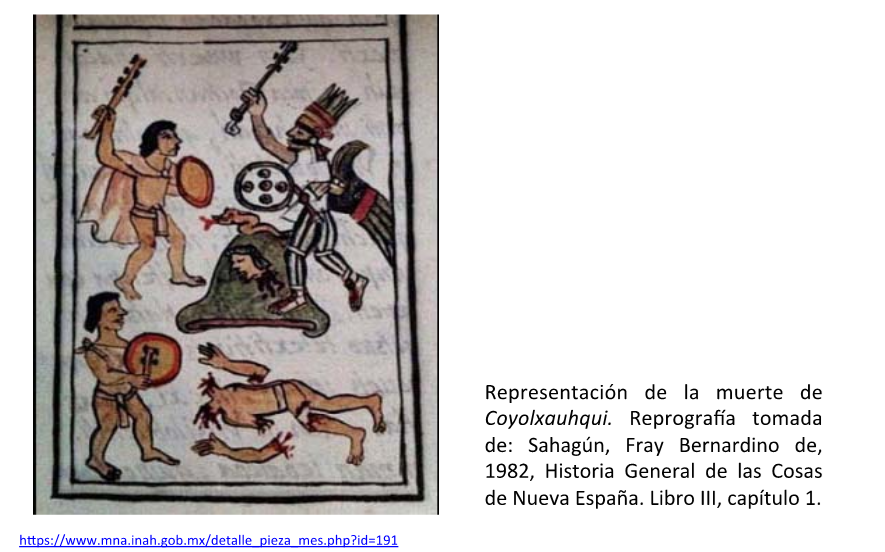 Representación de la muerte de
Coyolxauhqui. Reprografía tomada
de: Sahagún, Fray Bernardino de,
1982, Historia General de las Cosas
de Nueva España. Libro III, capítulo 1.
https://www.mna.inah.gob.mx/detalle_pieza_mes.php?id=191